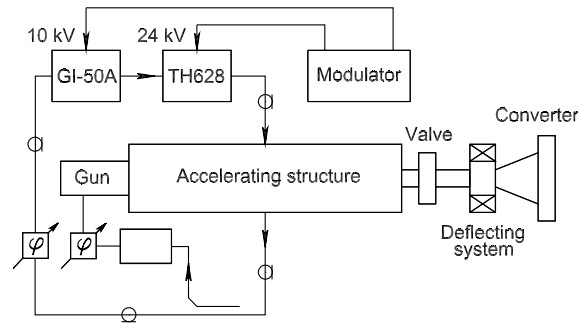 10 kV
24 kV
GI-50A
TH628
Modulator
Converter
Valve
Gun
Accelerating structure
Deflecting
system
φ
φ